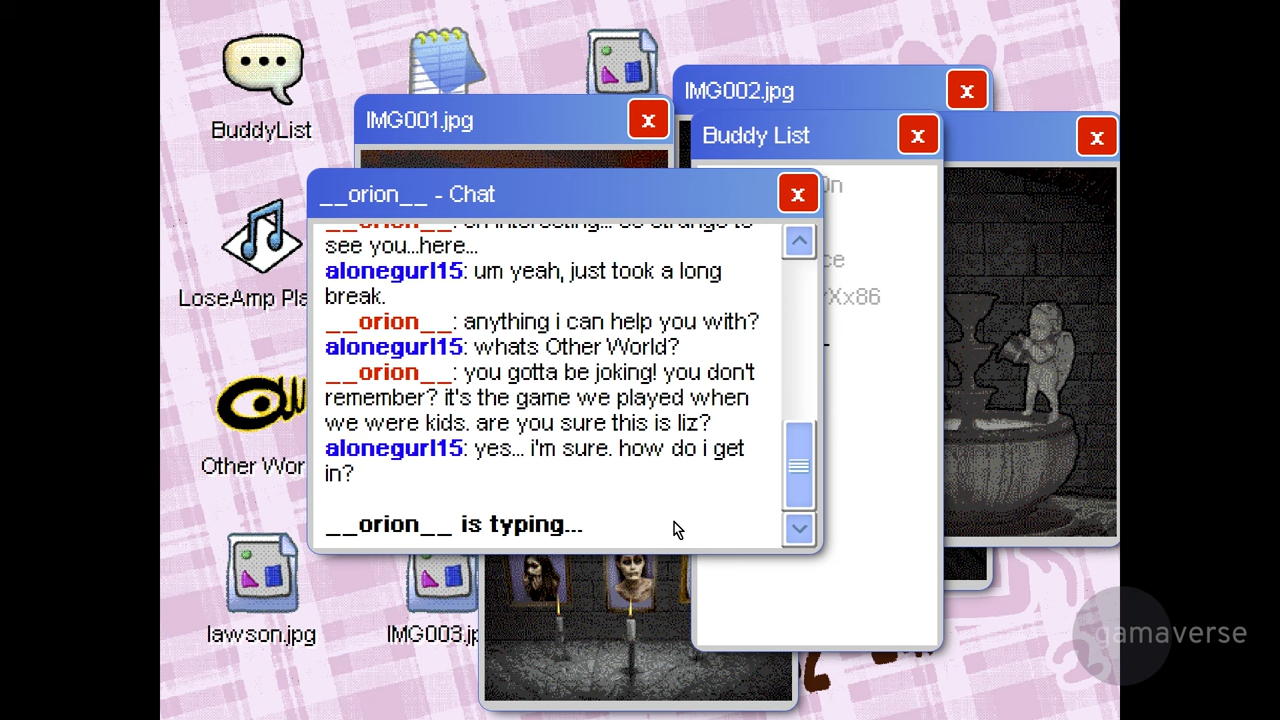 BuddyList
IMG001.jpg
x
IMG002.jpg
x
Buddy List
x
x
__orion__ - Chat
x
see you...here...
alonegurl15: um yeah, just took a long
break.
__orion__: anything i can help you with?
alonegurl15: whats Other World?
__orion__: you gotta be joking! you don't
remember? it's the game we played when
we were kids. are you sure this is liz?
alonegurl15: yes... i'm sure. how do i get
in?
__orion__ is typing...
LoseAmp Pla
Other Wor
lawson.jpg
IMG003.jp
gamaverse